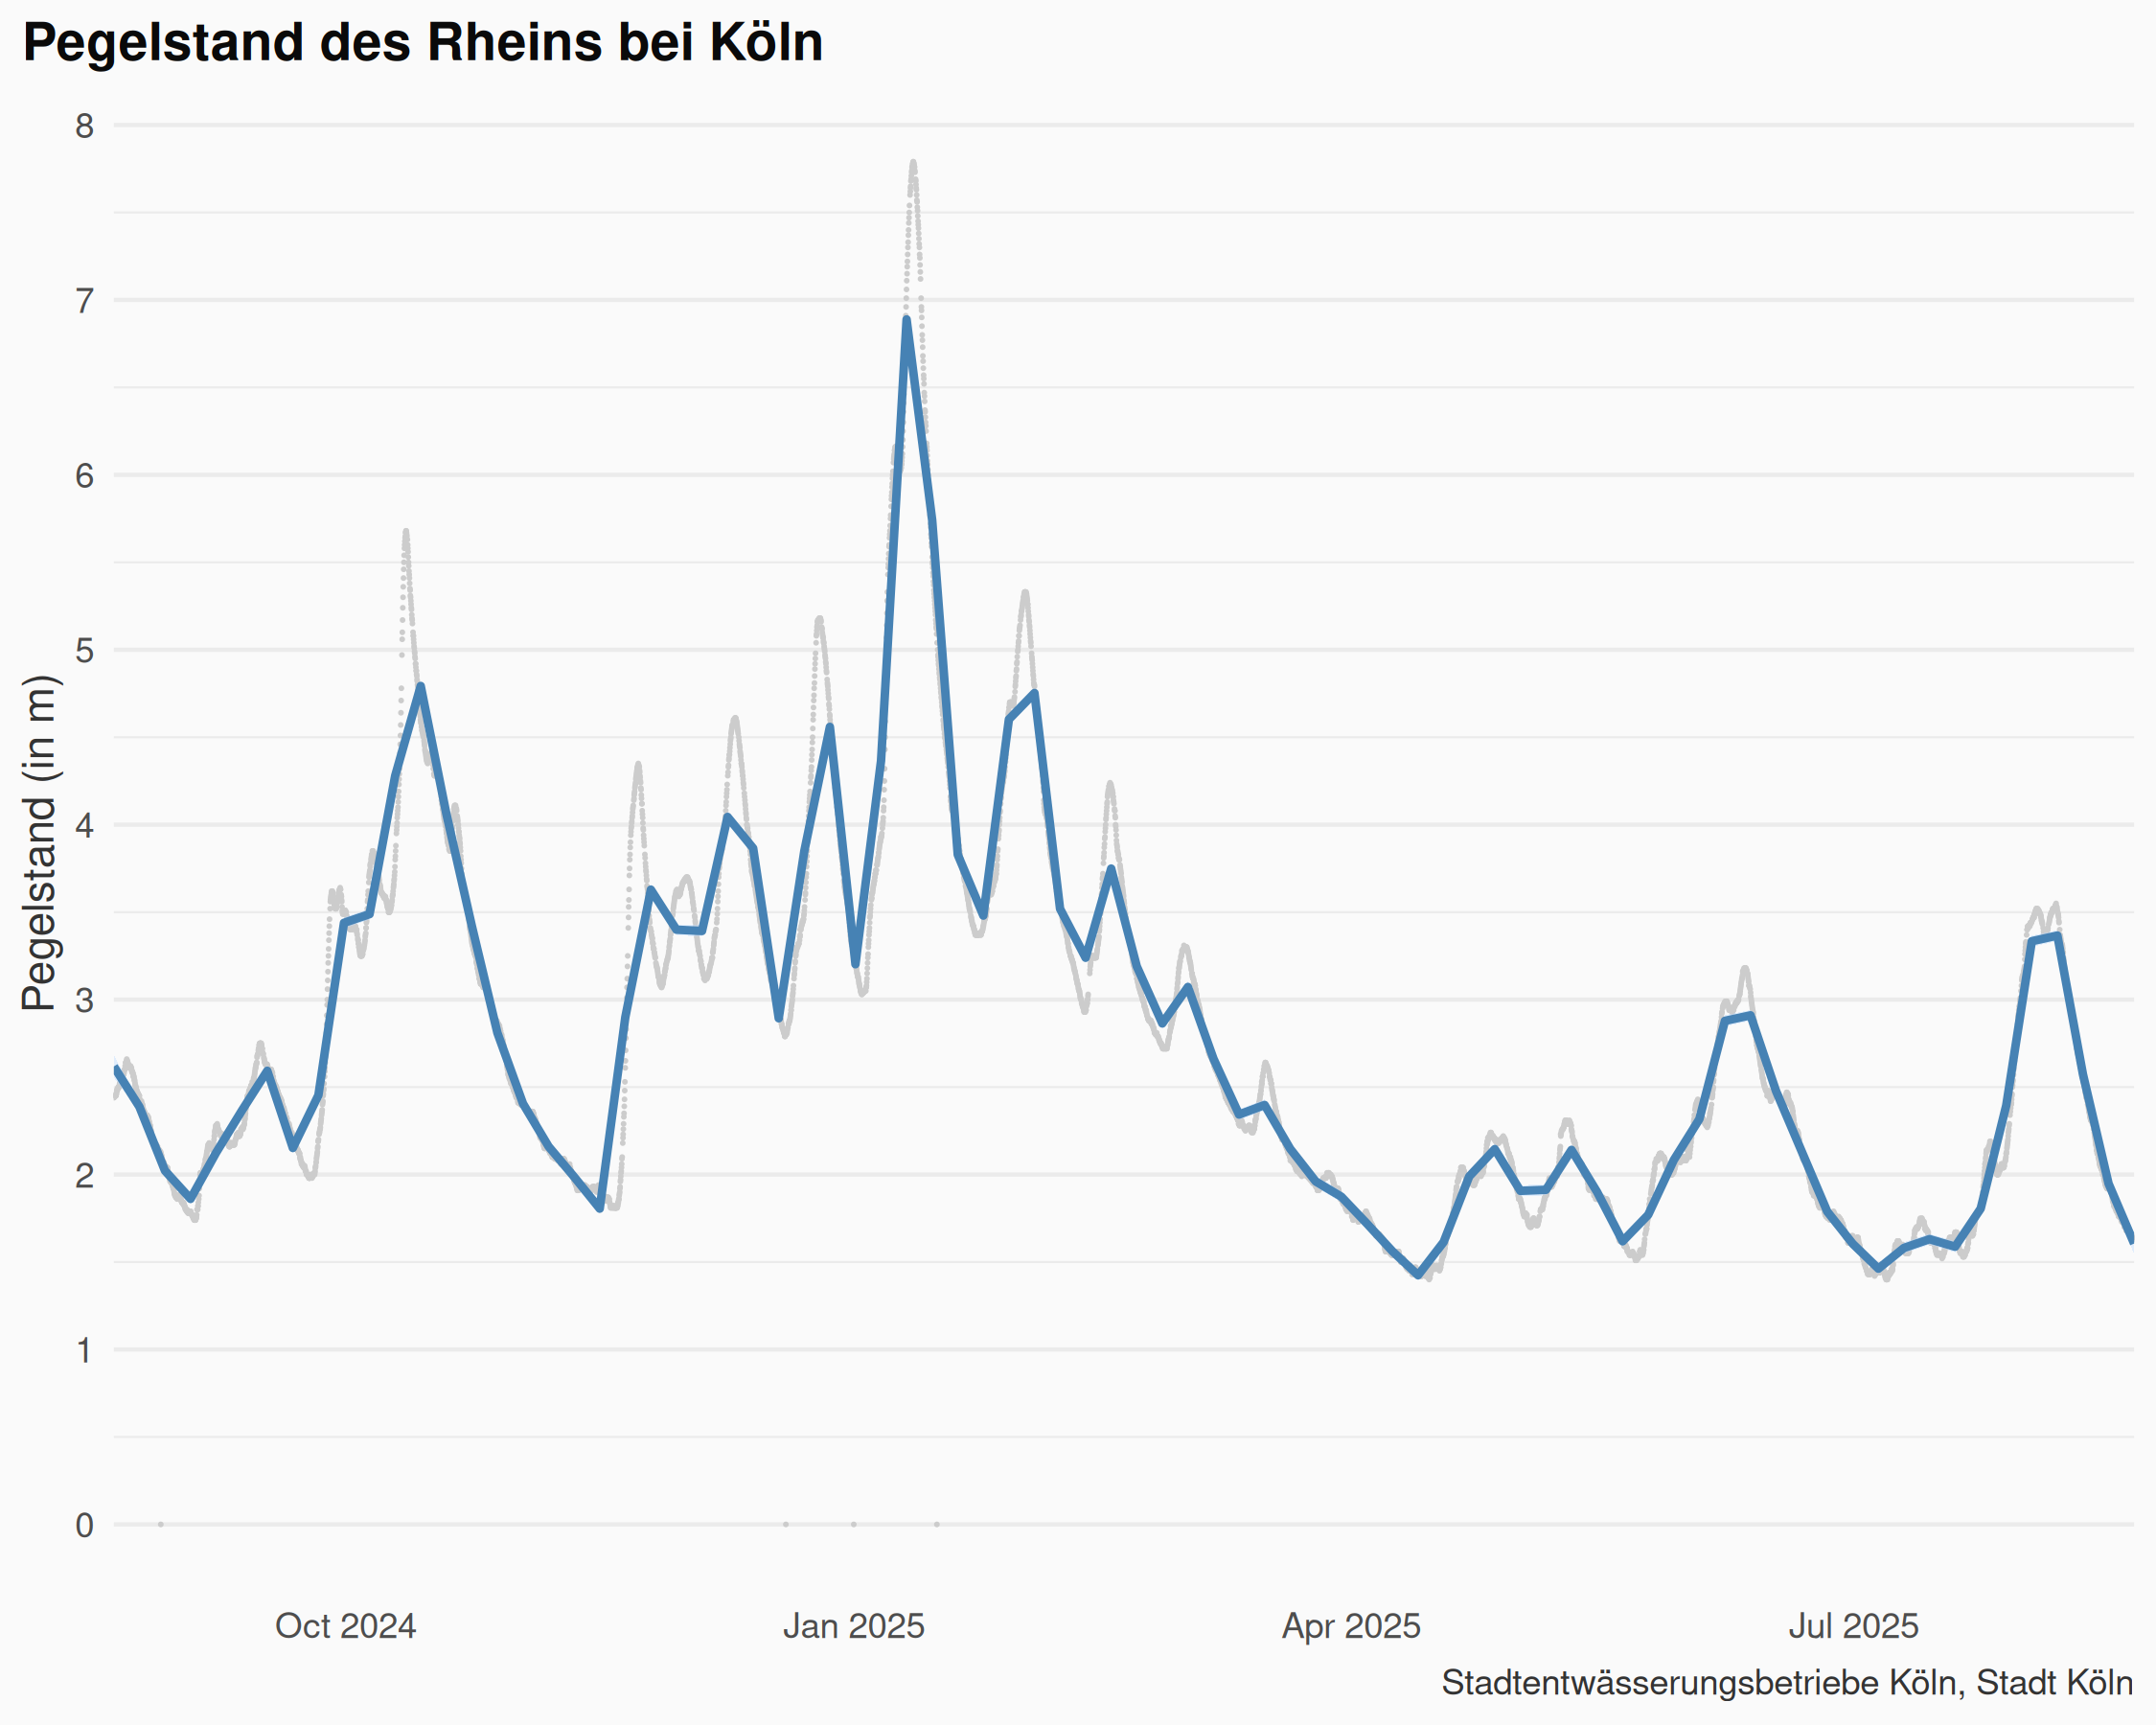 Pegelstand des Rheins bei Köln
Pegelstand (in m)
8
7
6
5
4
3
2
1
0
Oct 2024
Jan 2025
Apr 2025
Jul 2025
Stadtentwässerungsbetriebe Köln, Stadt Köln